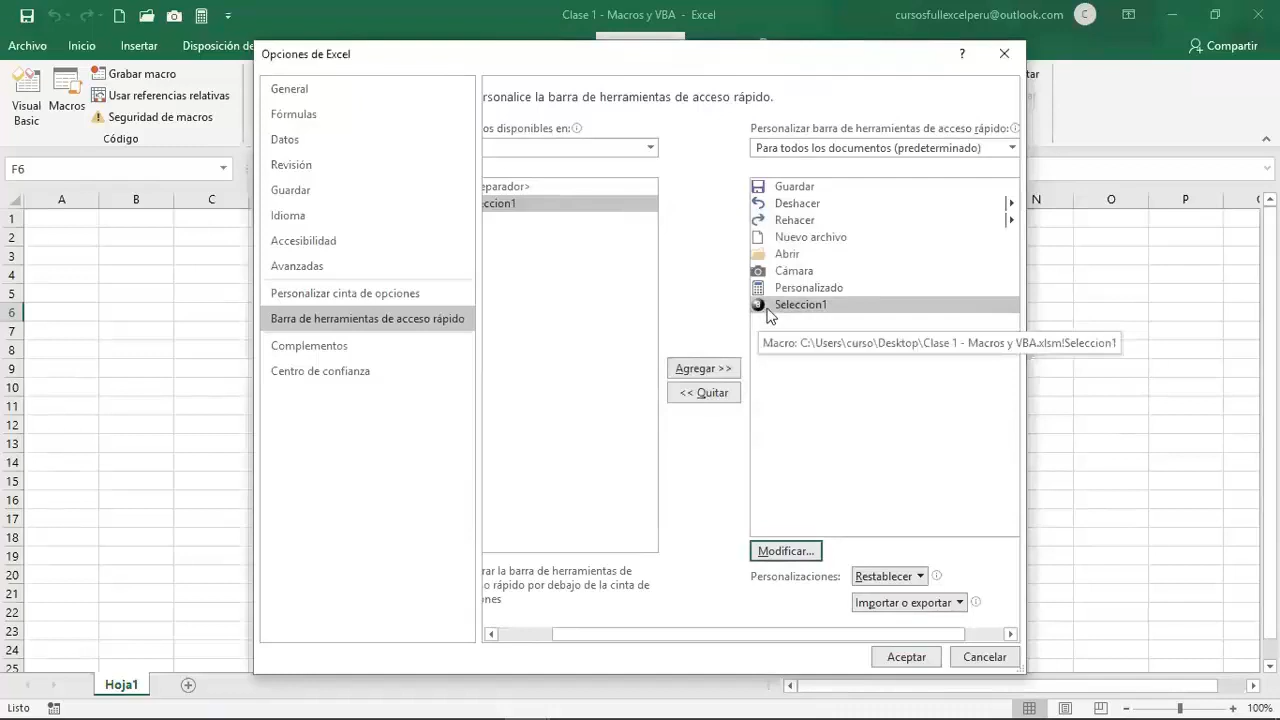 Clase 1 - Macros y VBA - Excel
cursosfullexcelperu@outlook.com
C
Archivo
Inicio
Insertar
Disposición de
Compartir
Visual Basic
Macros
Grabar macro
Usar referencias relativas
Seguridad de macros
Código
tar
F6
Opciones de Excel
?
General
Fórmulas
Datos
Revisión
Guardar
Idioma
Accesibilidad
Avanzadas
Personalizar cinta de opciones
Barra de herramientas de acceso rápido
Complementos
Centro de confianza
rsonalice la barra de herramientas de acceso rápido.
os disponibles en:
eparador>
ccion1
Agregar >>
<< Quitar
rar la barra de herramientas de
so rápido por debajo de la cinta de
nes
Personalizar barra de herramientas de acceso rápido:
Para todos los documentos (predeterminado)
Guardar
Deshacer
Rehacer
Nuevo archivo
Abrir
Cámara
Personalizado
Seleccion1
Macro: C:\Users\curso\Desktop\Clase 1 - Macros y VBA.xlsm!Seleccion1
Modificar...
Personalizaciones:
Restablecer
Importar o exportar
Aceptar
Cancelar
A B C N O P
1
2
3
4
5
6
7
8
9
10
11
12
13
14
15
16
17
18
19
20
21
22
23
24
25
Hoja1
Listo
100%